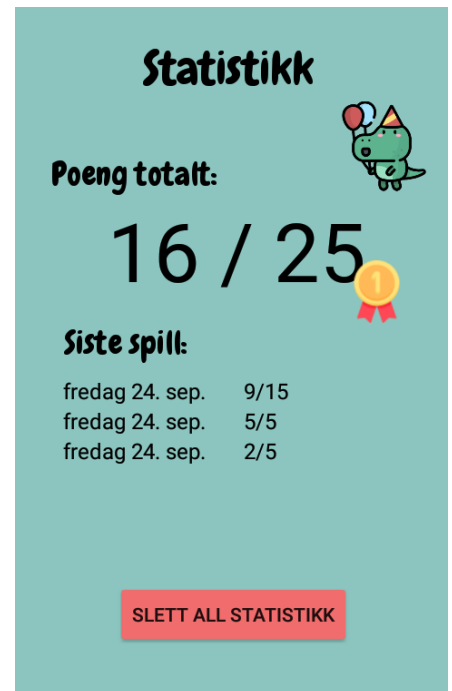 Statistikk
Poeng totalt:
16 / 25
1
Siste spill:
fredag 24. sep. 9/15
fredag 24. sep. 5/5
fredag 24. sep. 2/5
SLETT ALL STATISTIKK